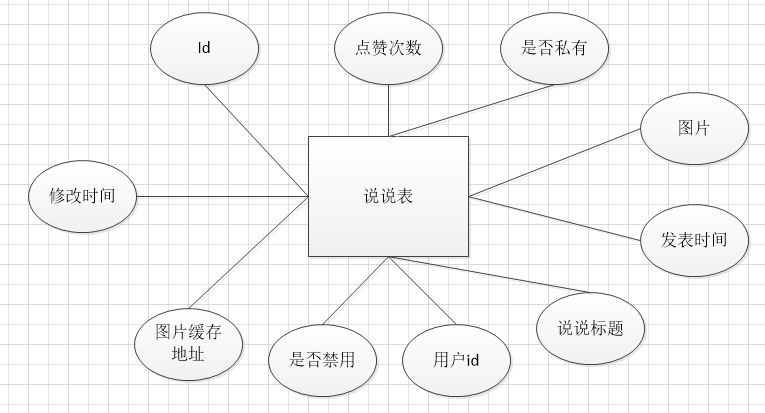 Id
点赞次数
是否私有
图片
修改时间
说说表
发表时间
图片缓存
地址
是否禁用
用户id
说说标题